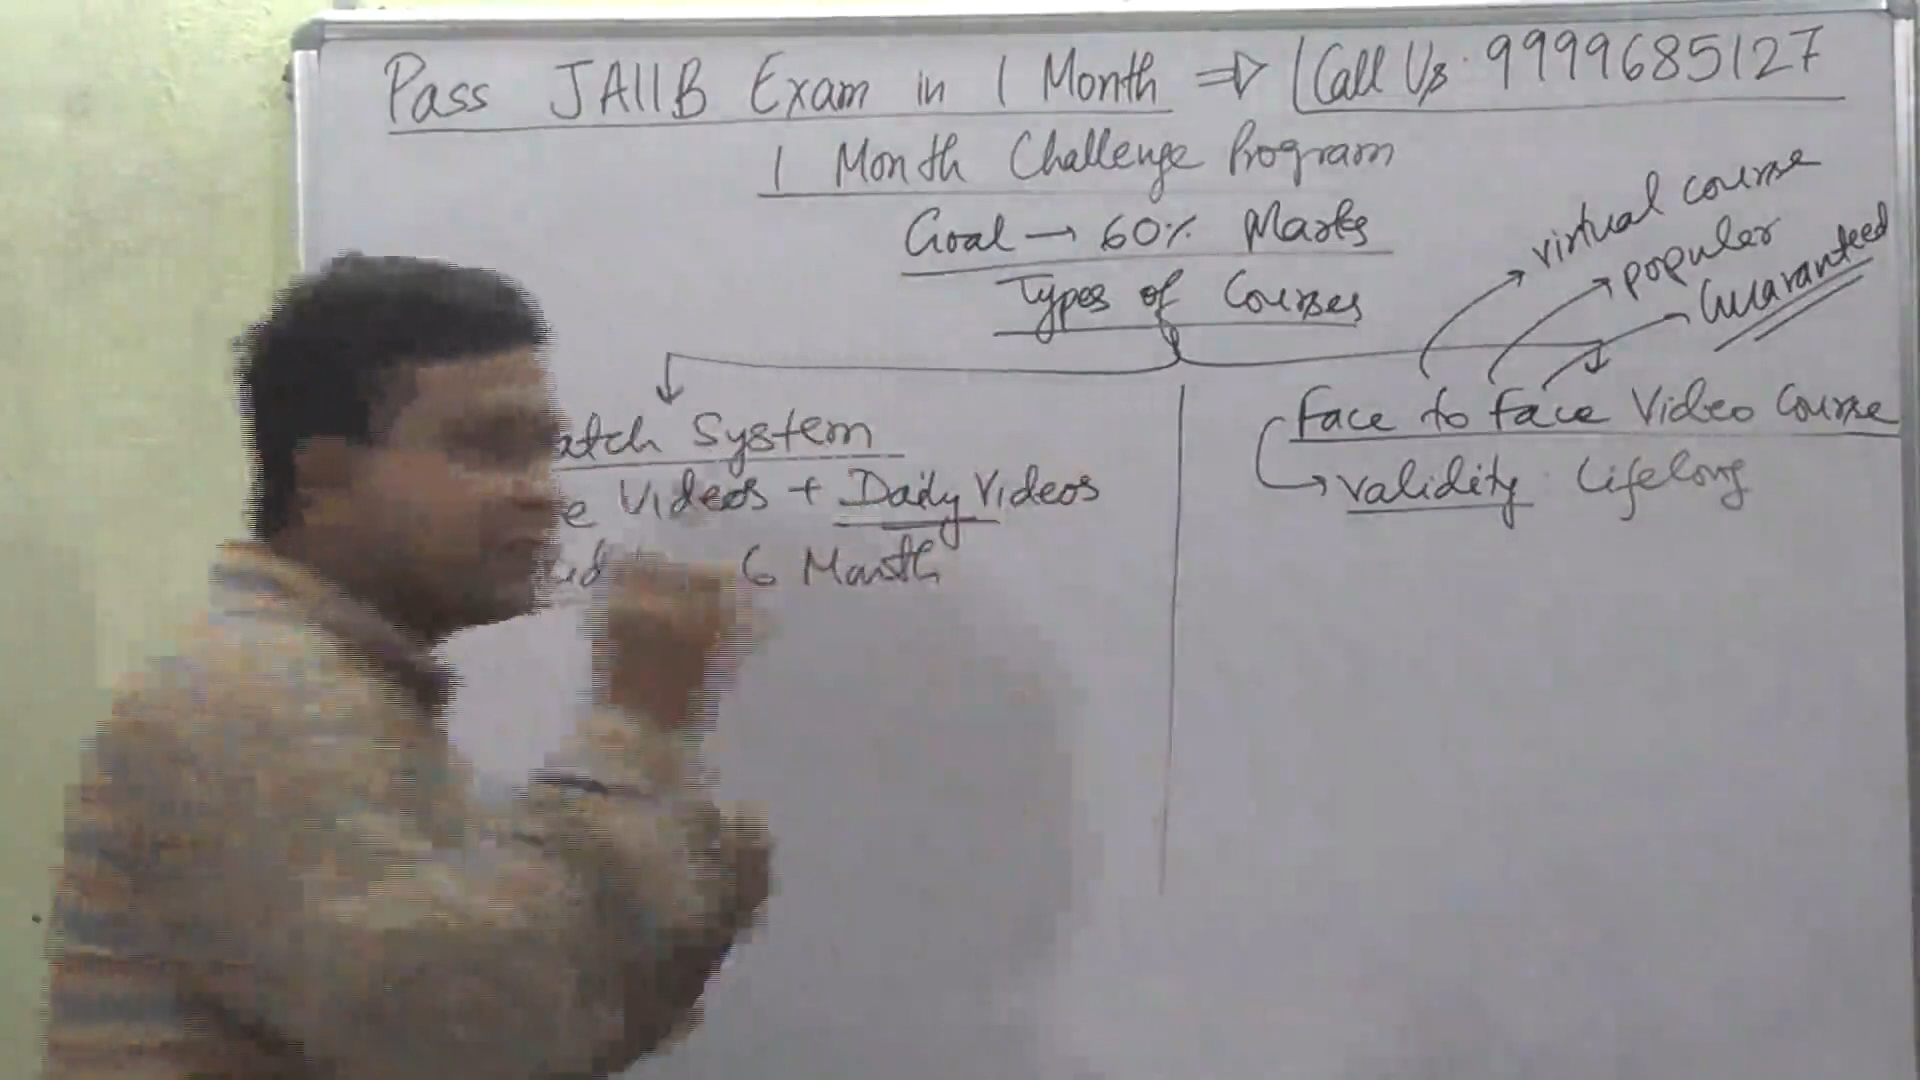 Pass JAIIB Exam in 1 Month ⇒ Call Us. 9999685127
1 Month Challenge Program
Goal → 60% Marks
Types of Courses
virtual course
populer
Guaranteed
atch System
e Videos + Daily Videos
6 Month
Face to face Video Course
validity. Lifelong